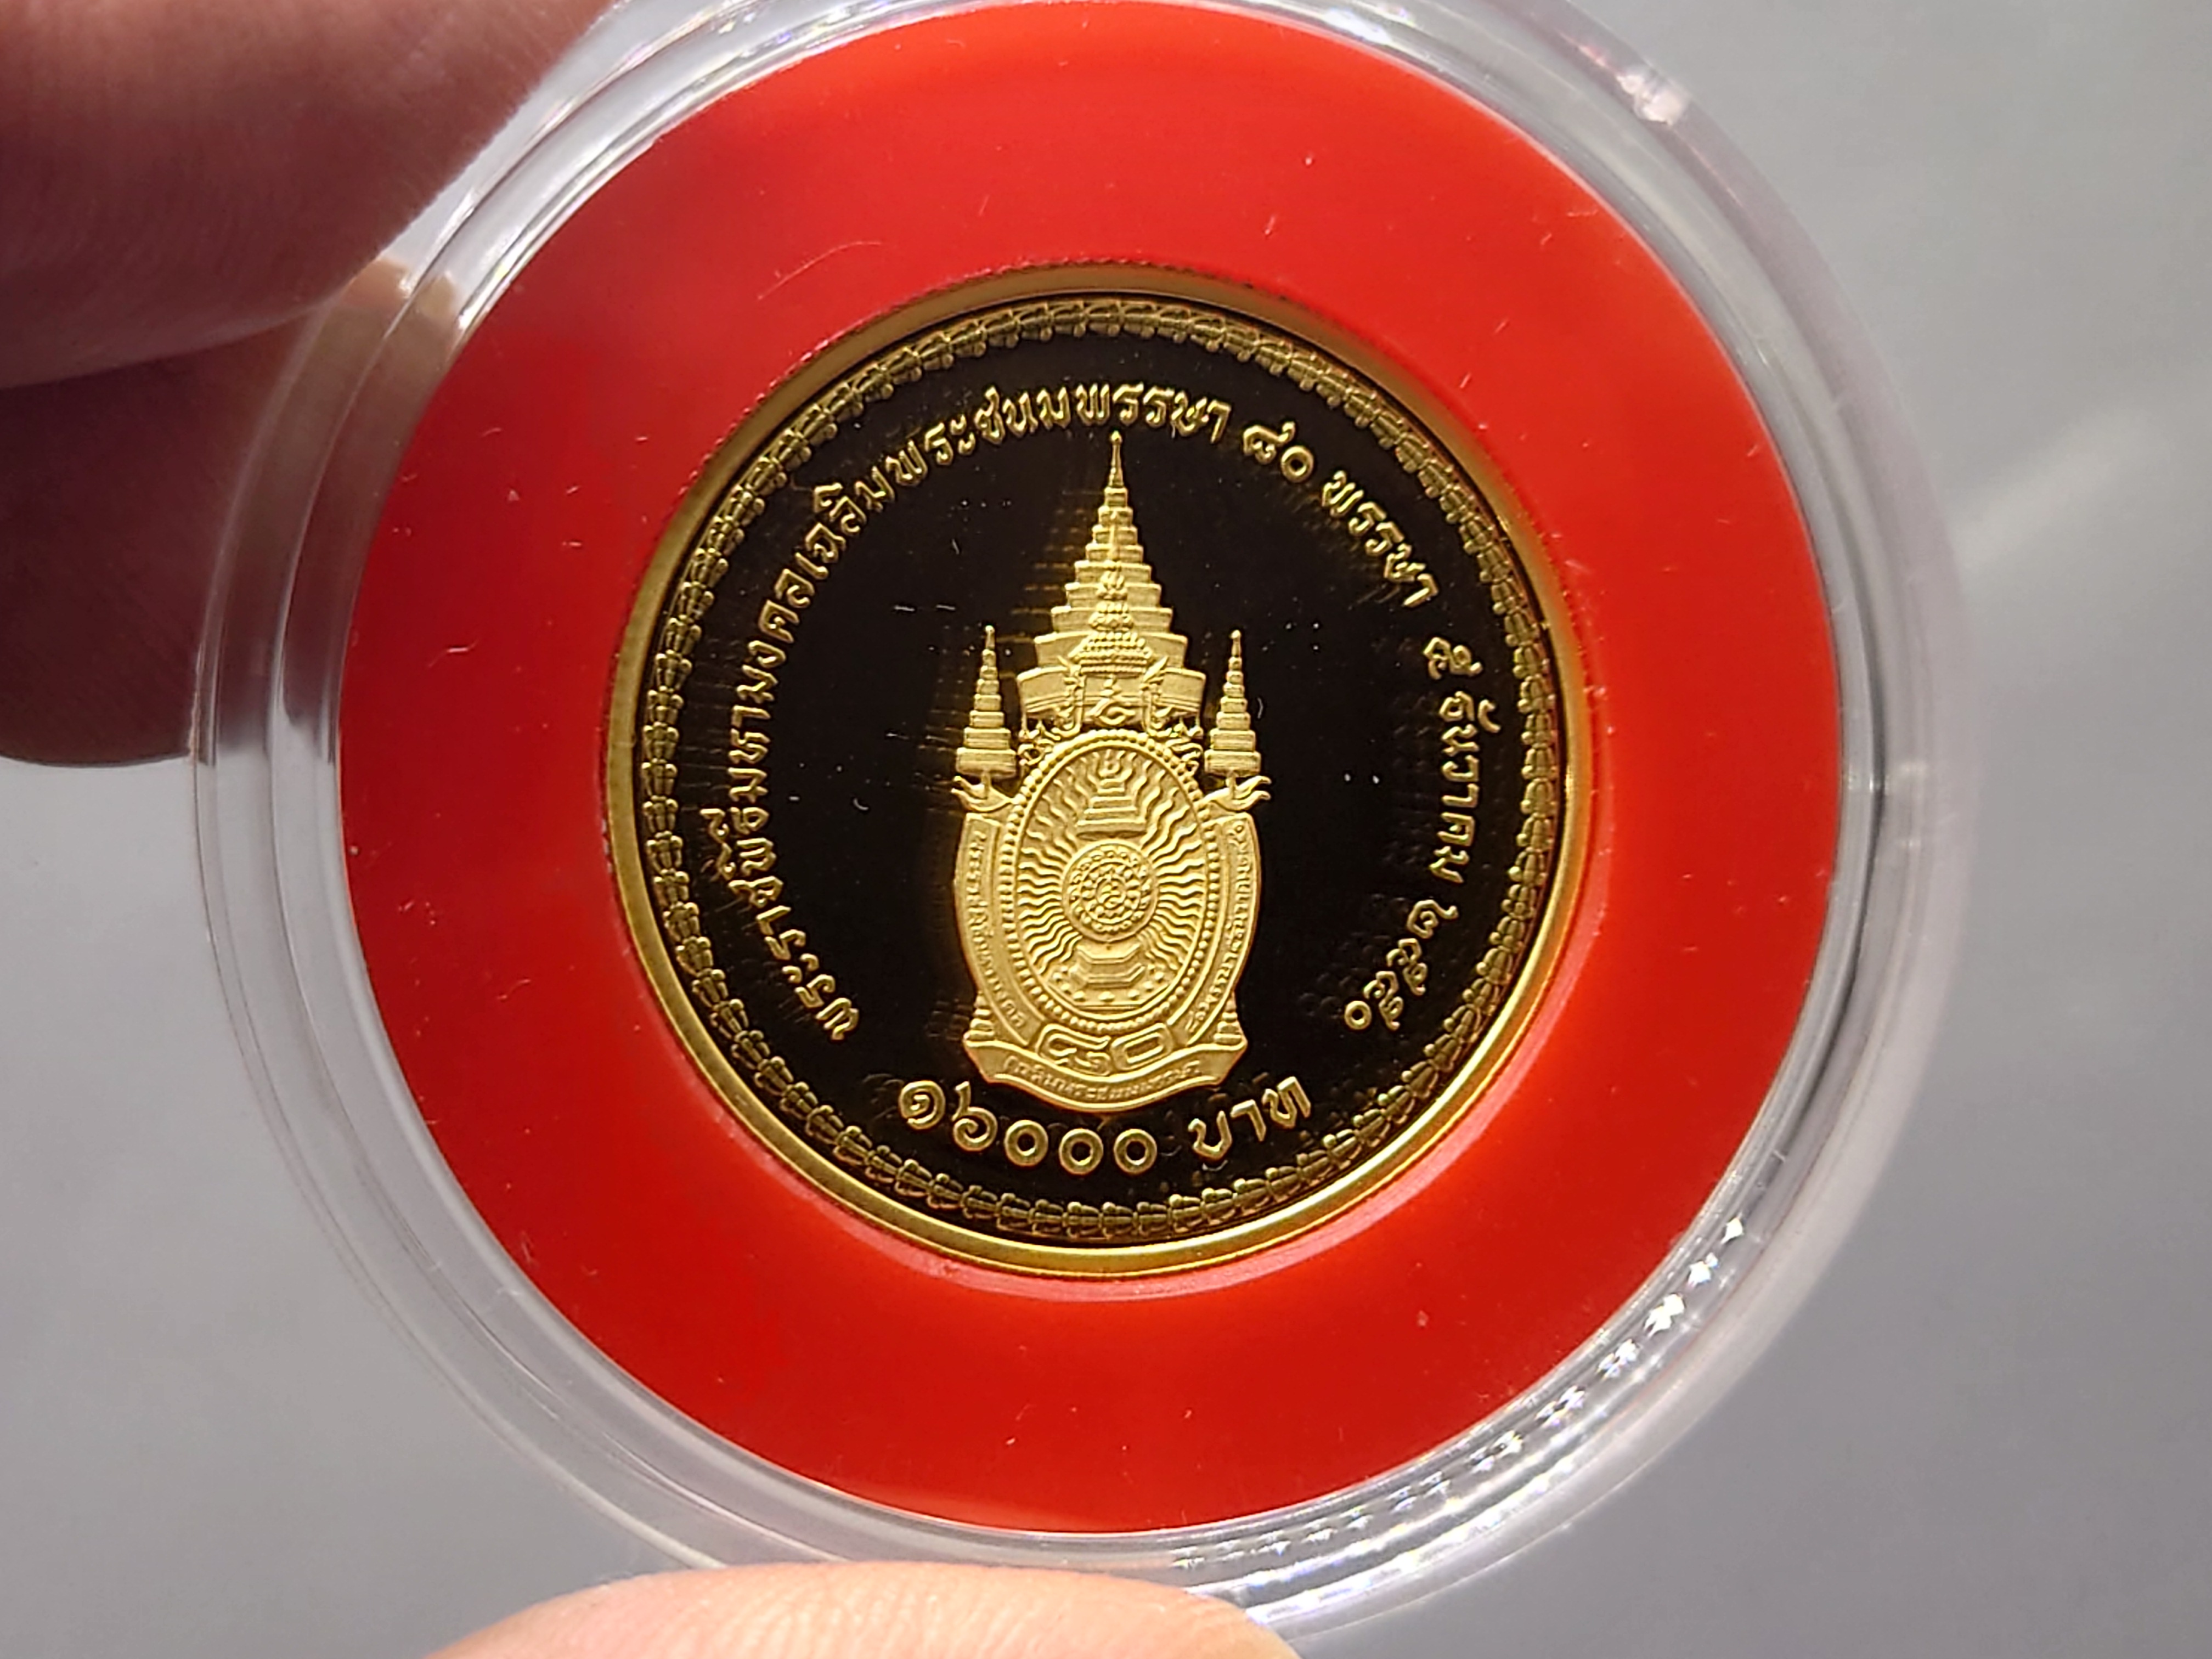 พระราชพิธีมหามงคลเฉลิมพระชนมพรรษา ๘๐ พรรษา ๕ ธันวาคม ๒๕๕๐
๘๐
๑๖๐๐๐ บาท